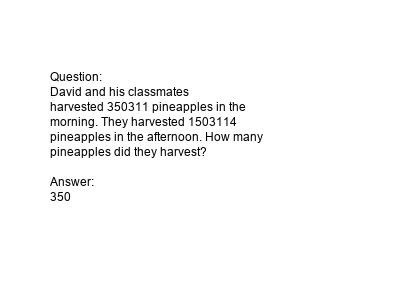 Question:
David and his classmates
harvested 350311 pineapples in the
morning. They harvested 1503114
pineapples in the afternoon. How many
pineapples did they harvest?
Answer:
350